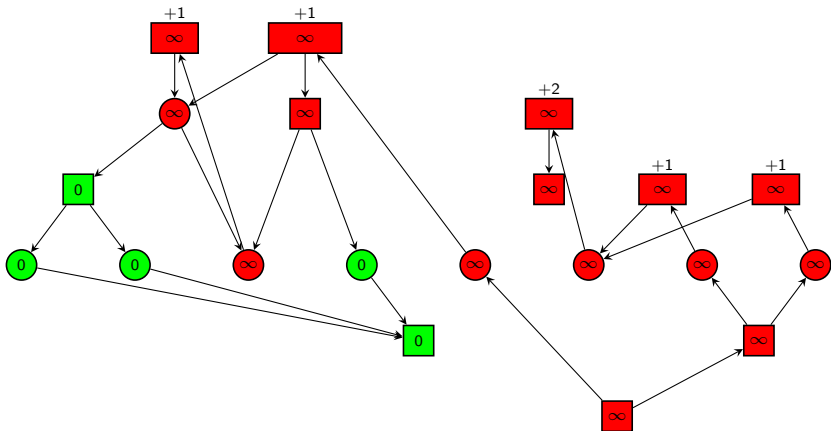 +1 +1
∞ ∞
∞ ∞ +2
∞
0 ∞ +1 +1
∞ ∞
0 0 ∞ 0 ∞ ∞ ∞ ∞
0 ∞
∞